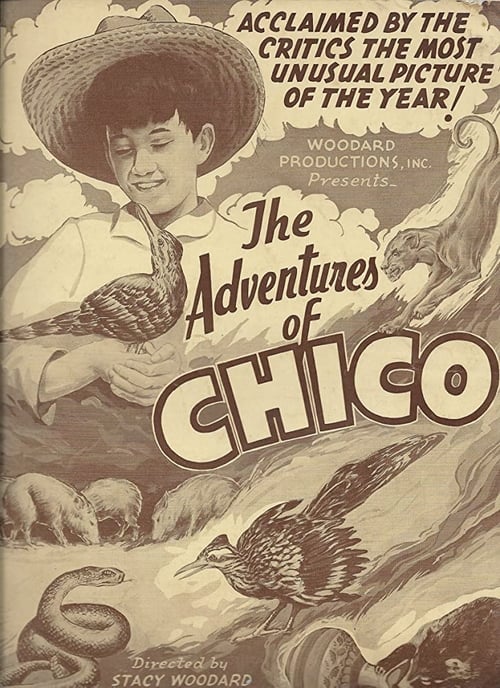 ACCLAIMED BY THE
CRITICS THE MOST
UNUSUAL PICTURE
OF THE YEAR!
WOODARD
PRODUCTIONS, INC.
Presents_
The
Adventures
of
CHICO
Directed by
STACY WOODARD